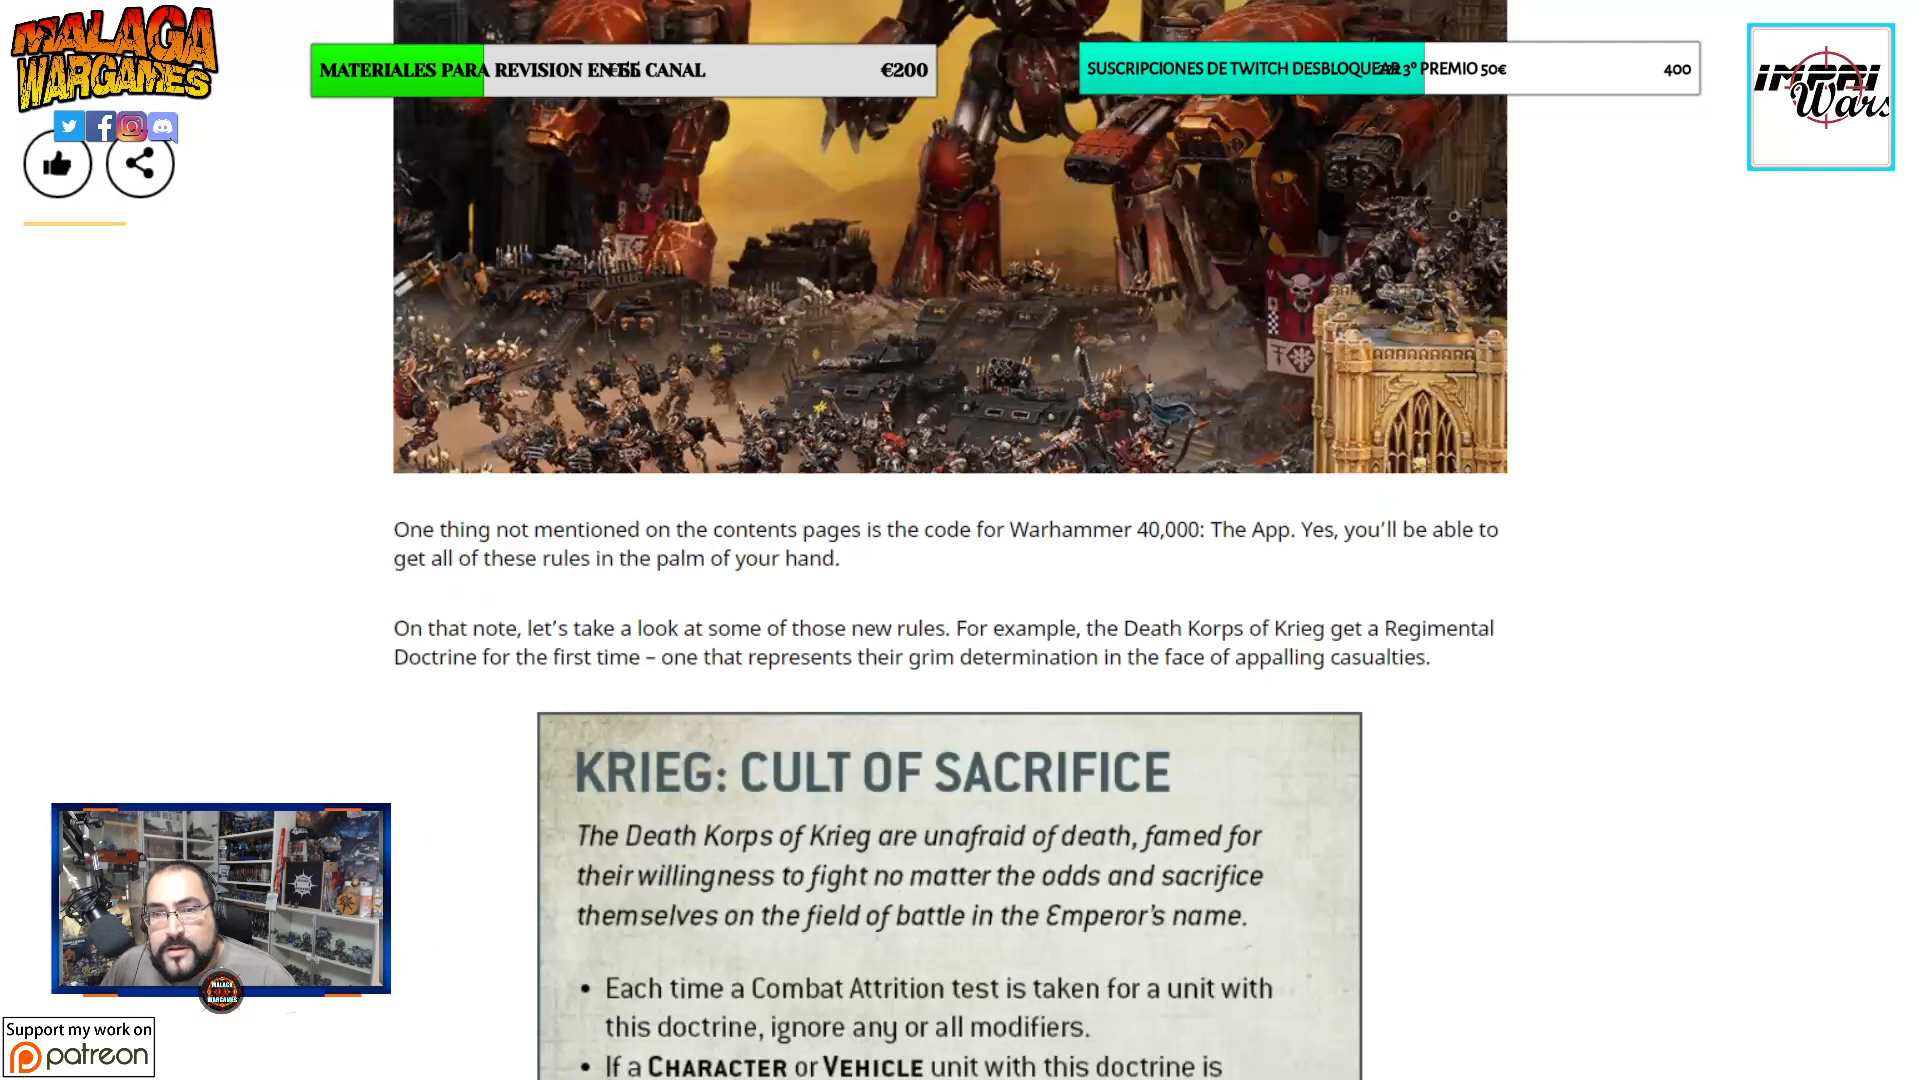 MALAGA
WARGAMES
MATERIALES PARA REVISION EN EL CANAL
€200
SUSCRIPCIONES DE TWITCH DESBLOQUEAR 3º PREMIO 50€
400
IMPRI
Wars
One thing not mentioned on the contents pages is the code for Warhammer 40,000: The App. Yes, you’ll be able to
get all of these rules in the palm of your hand.
On that note, let’s take a look at some of those new rules. For example, the Death Korps of Krieg get a Regimental
Doctrine for the first time – one that represents their grim determination in the face of appalling casualties.
KRIEG: CULT OF SACRIFICE
The Death Korps of Krieg are unafraid of death, famed for
their willingness to fight no matter the odds and sacrifice
themselves on the field of battle in the Emperor’s name.
• Each time a Combat Attrition test is taken for a unit with
this doctrine, ignore any or all modifiers.
• If a CHARACTER or VEHICLE unit with this doctrine is
MALAGA
WARGAMES
Support my work on
patreon